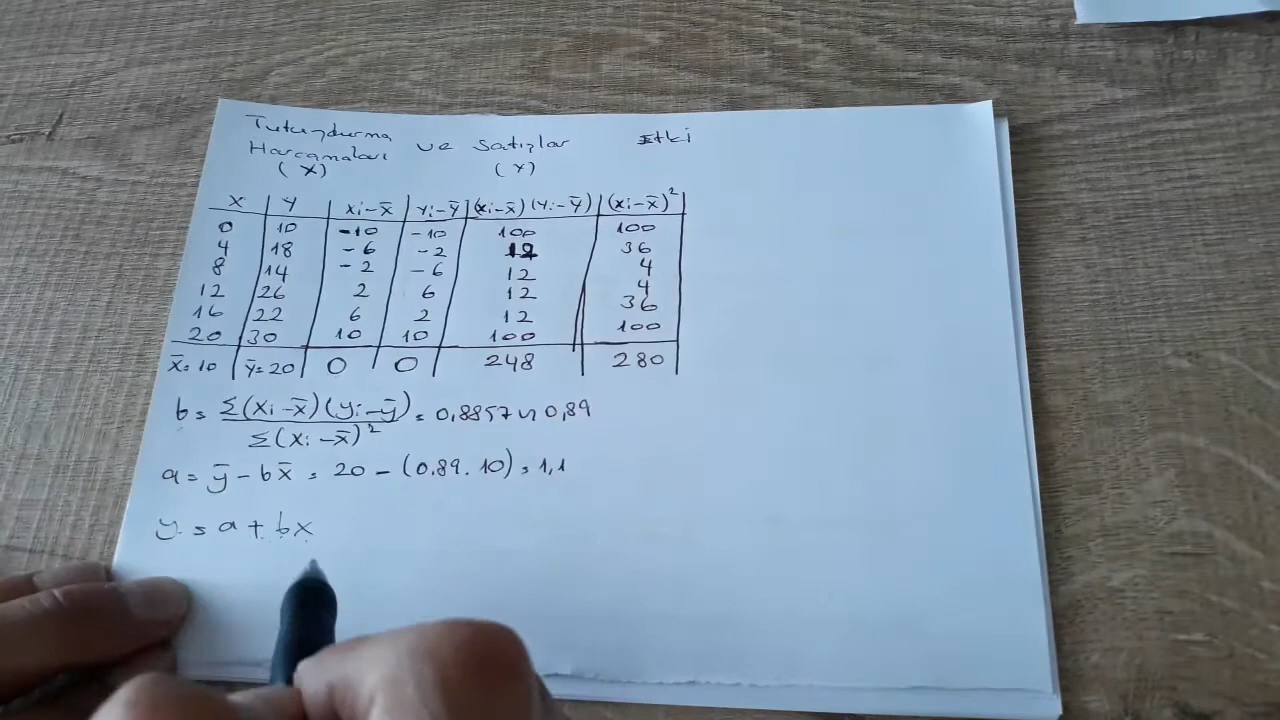 Tutundurma ve Satışlar Etki
Harcamaları
(X) (Y)
X Y xi-x̄ Yi-Ȳ (xi-x̄)(Yi-Ȳ) (xi-x̄)²
0 10 -10 -10 100 100
4 18 -6 -2 12 36
8 14 -2 -6 12 4
12 26 2 6 12 4
16 22 6 2 12 36
20 30 10 10 100 100
x̄=10 ȳ=20 0 0 248 280
b = Σ(xi-x̄)(yi-ȳ) = 0,8857 ∽ 0,89
Σ(xi-x̄)²
a = ȳ - bx̄ = 20 - (0.89. 10) = 1,1
y = a + bx